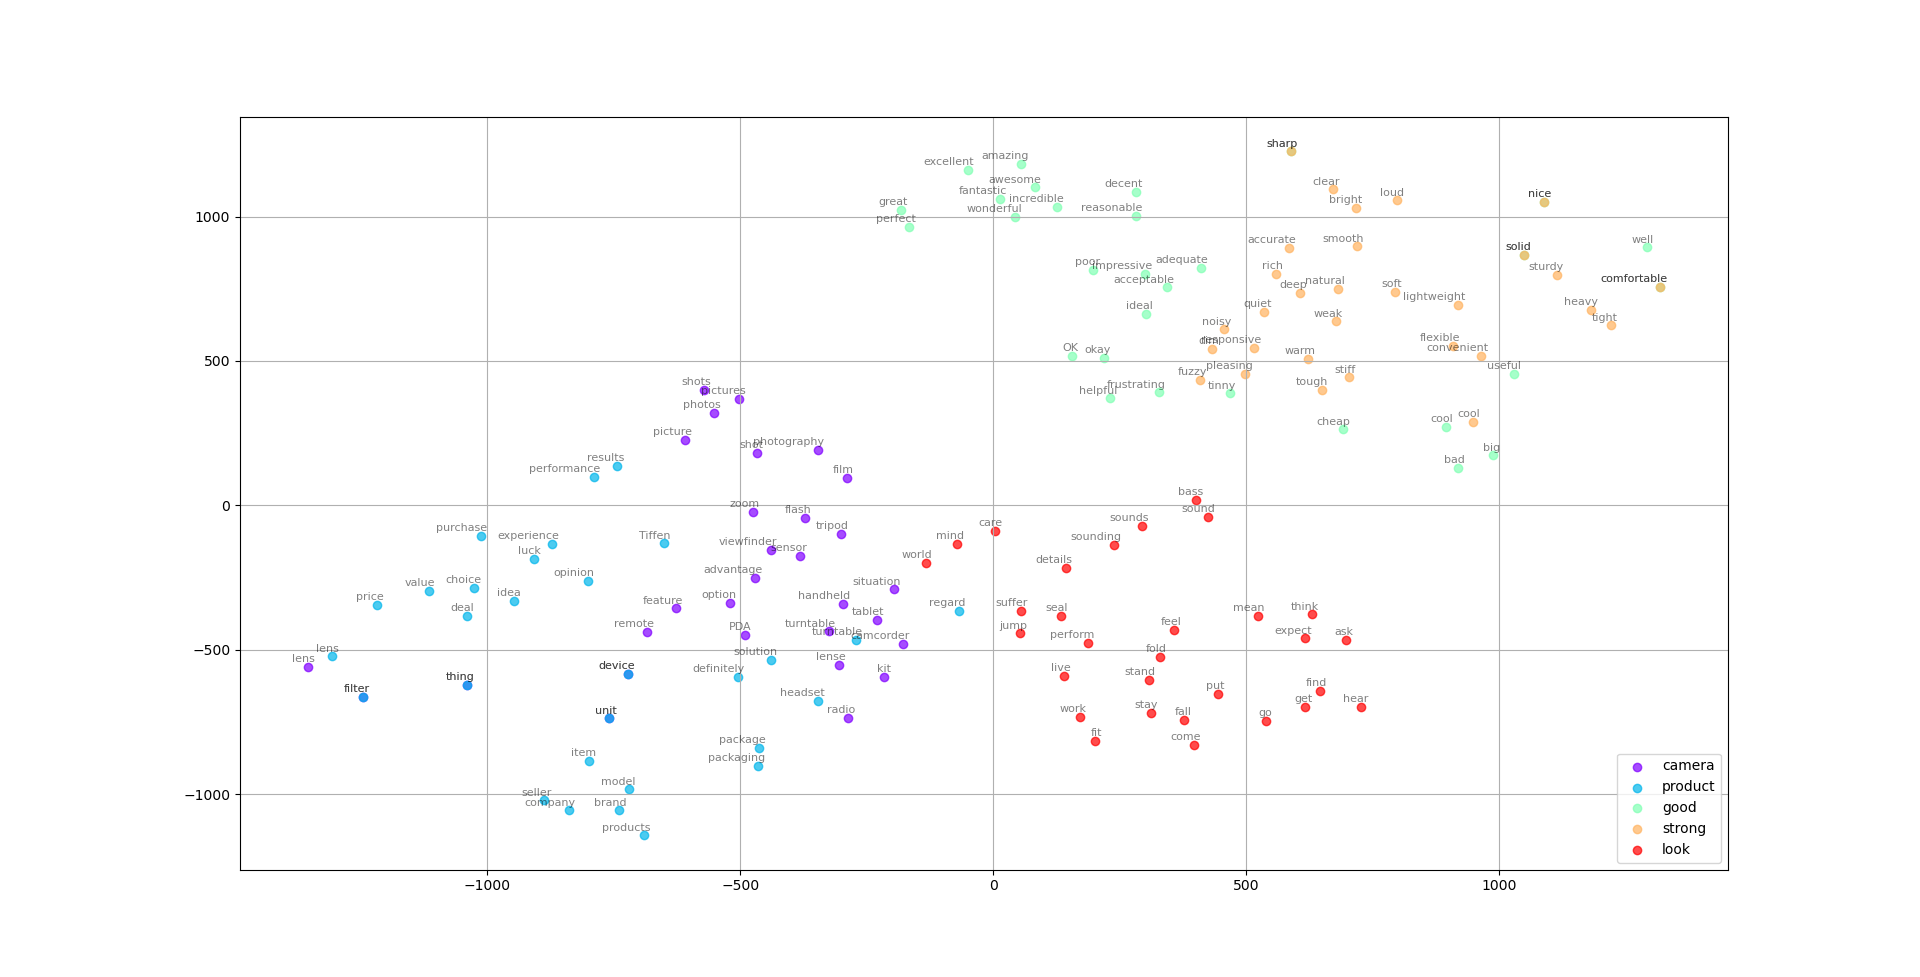 sharp
amazing
excellent
awesome
clear
decent
fantastic
loud
nice
incredible
bright
great
wonderful
reasonable
perfect
accurate
smooth
well
solid
poor
impressive
adequate
rich
sturdy
acceptable
deep
natural
soft
comfortable
lightweight
ideal
quiet
heavy
noisy
weak
tight
OK
okay
dim
responsive
warm
flexible
convenient
fuzzy
pleasing
stiff
useful
shots
pictures
helpful
frustrating
tinny
tough
photos
cheap
cool
cool
picture
shot
photography
big
results
performance
film
bad
bass
zoom
flash
sound
sounds
purchase
experience
Tiffen
tripod
care
mind
sounding
luck
viewfinder
sensor
world
details
opinion
advantage
value
choice
situation
price
deal
idea
feature
option
handheld
regard
suffer
seal
mean
think
remote
PDA
turntable
tablet
turntable
camcorder
jump
perform
feel
expect
ask
lens
lens
solution
lense
fold
filter
thing
device
definitely
kit
live
stand
put
find
unit
headset
radio
work
stay
fall
go
get
hear
item
package
packaging
fit
come
seller
company
model
brand
products
1000
500
0
−500
−1000
−1000
−500
0
500
1000
camera
product
good
strong
look